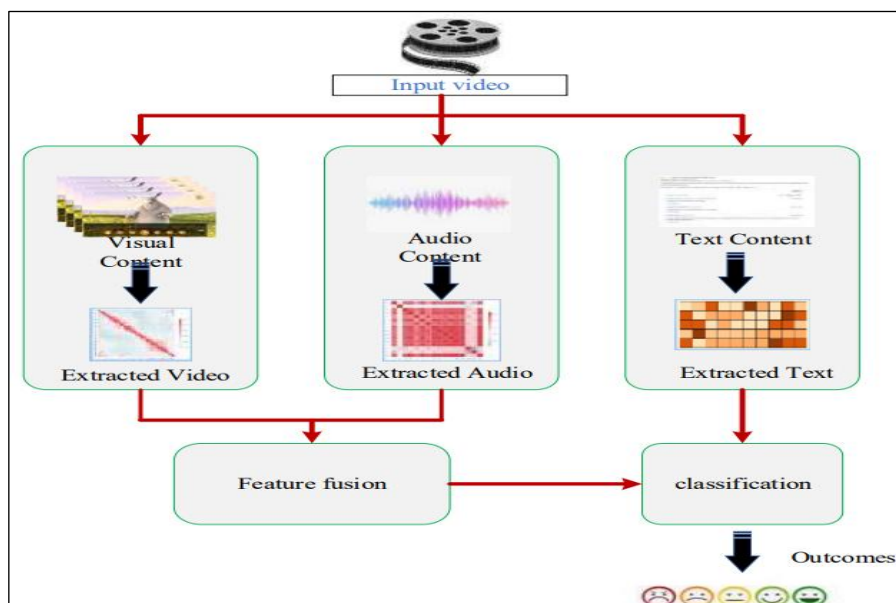 Input video
Visual
Content
Audio
Content
Text Content
Extracted Video
Extracted Audio
Extracted Text
Feature fusion
classification
Outcomes